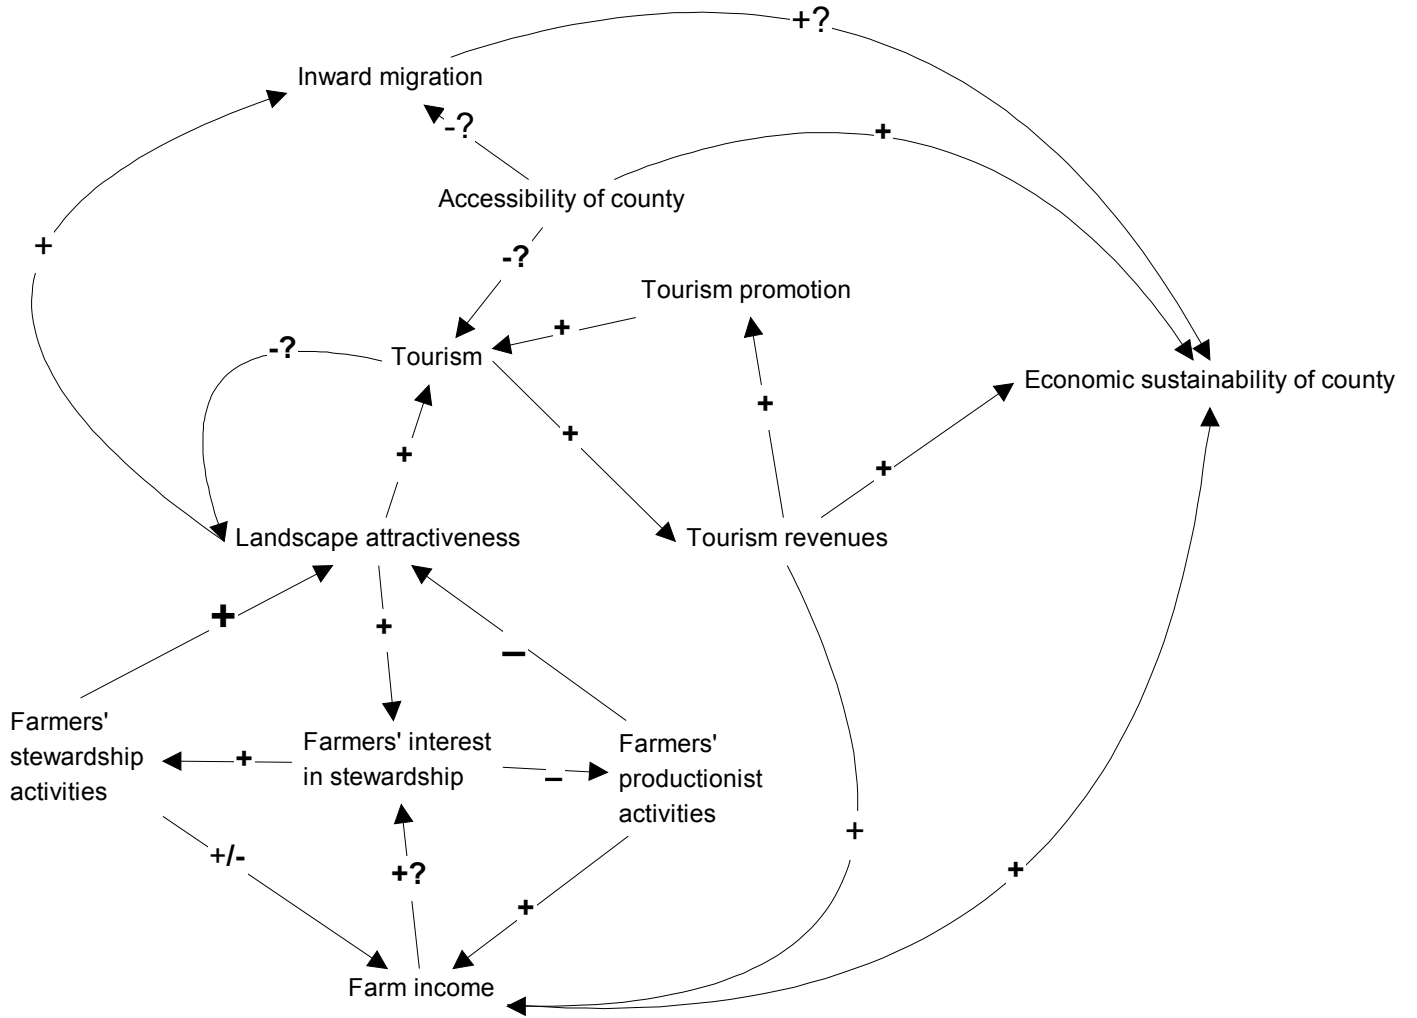 +?
Inward migration
-?
+
Accessibility of county
+
-?
Tourism promotion
+
-?
Tourism
Economic sustainability of county
+
+
+
+
Landscape attractiveness
Tourism revenues
+
+
–
Farmers'
stewardship
activities
+
Farmers' interest
in stewardship
–
Farmers'
productionist
activities
+
+/-
+?
+
+
Farm income